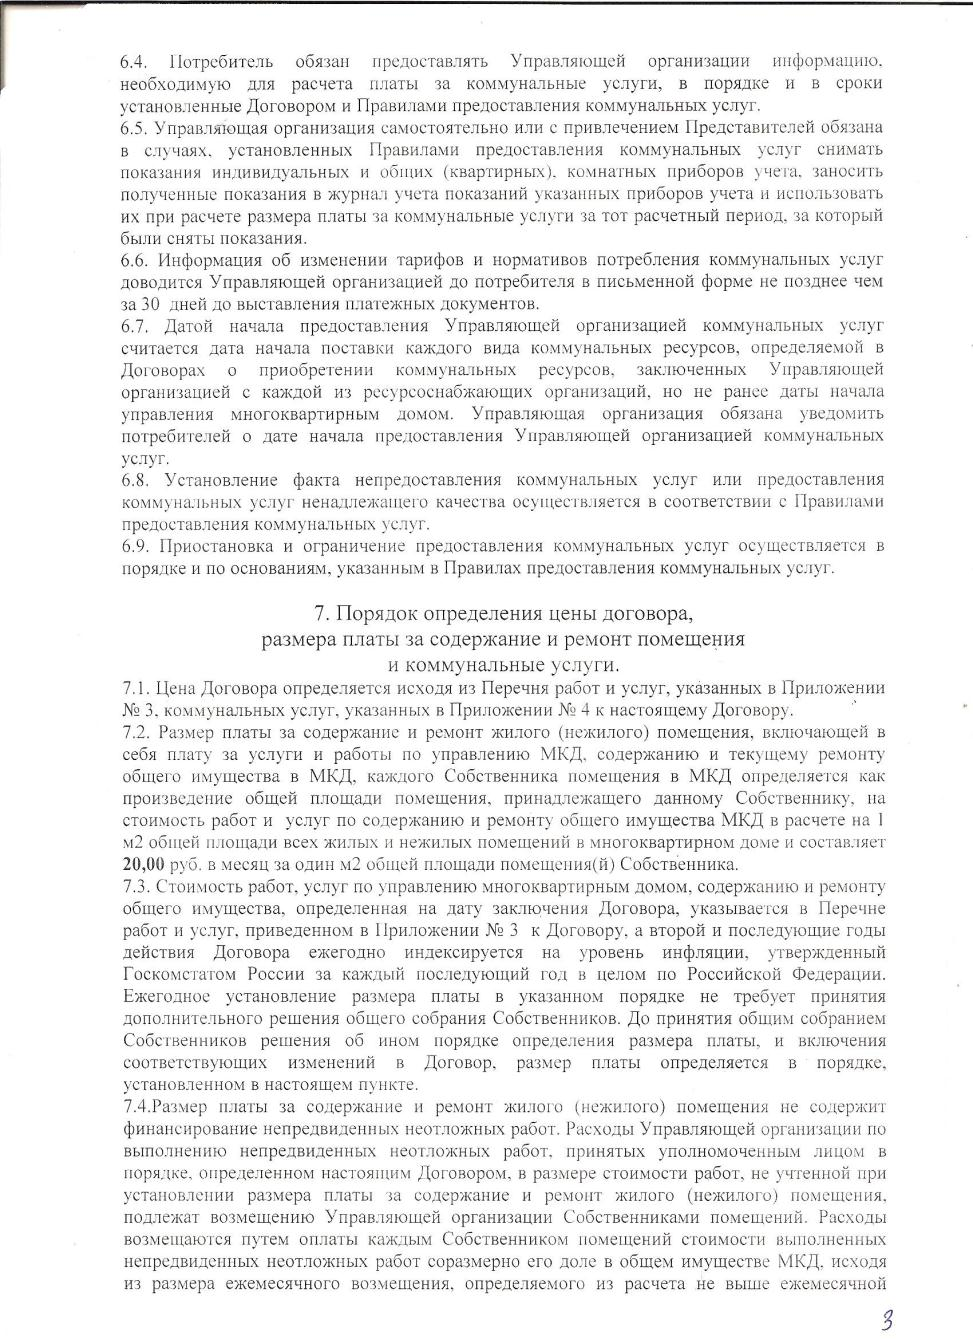 6.4. Потребитель обязан предоставлять Управляющей организации информацию,
необходимую для расчета платы за коммунальные услуги, в порядке и в сроки
установленные Договором и Правилами предоставления коммунальных услуг.
6.5. Управляющая организация самостоятельно или с привлечением Представителей обязана
в случаях, установленных Правилами предоставления коммунальных услуг снимать
показания индивидуальных и общих (квартирных), комнатных приборов учета, заносить
полученные показания в журнал учета показаний указанных приборов учета и использовать
их при расчете размера платы за коммунальные услуги за тот расчетный период, за который
были сняты показания.
6.6. Информация об изменении тарифов и нормативов потребления коммунальных услуг
доводится Управляющей организацией до потребителя в письменной форме не позднее чем
за 30 дней до выставления платежных документов.
6.7. Датой начала предоставления Управляющей организацией коммунальных услуг
считается дата начала поставки каждого вида коммунальных ресурсов, определяемой в
Договорах о приобретении коммунальных ресурсов, заключенных Управляющей
организацией с каждой из ресурсоснабжающих организаций, но не ранее даты начала
управления многоквартирным домом. Управляющая организация обязана уведомить
потребителей о дате начала предоставления Управляющей организацией коммунальных
услуг.
6.8. Установление факта непредоставления коммунальных услуг или предоставления
коммунальных услуг ненадлежащего качества осуществляется в соответствии с Правилами
предоставления коммунальных услуг.
6.9. Приостановка и ограничение предоставления коммунальных услуг осуществляется в
порядке и по основаниям, указанным в Правилах предоставления коммунальных услуг.
7. Порядок определения цены договора,
размера платы за содержание и ремонт помещения
и коммунальные услуги.
7.1. Цена Договора определяется исходя из Перечня работ и услуг, указанных в Приложении
№ 3, коммунальных услуг, указанных в Приложении № 4 к настоящему Договору.
7.2. Размер платы за содержание и ремонт жилого (нежилого) помещения, включающей в
себя плату за услуги и работы по управлению МКД, содержанию и текущему ремонту
общего имущества в МКД, каждого Собственника помещения в МКД определяется как
произведение общей площади помещения, принадлежащего данному Собственнику, на
стоимость работ и услуг по содержанию и ремонту общего имущества МКД в расчете на 1
м2 общей площади всех жилых и нежилых помещений в многоквартирном доме и составляет
20,00 руб. в месяц за один м2 общей площади помещения(й) Собственника.
7.3. Стоимость работ, услуг по управлению многоквартирным домом, содержанию и ремонту
общего имущества, определенная на дату заключения Договора, указывается в Перечне
работ и услуг, приведенном в Приложении № 3 к Договору, а второй и последующие годы
действия Договора ежегодно индексируется на уровень инфляции, утвержденный
Госкомстатом России за каждый последующий год в целом по Российской Федерации.
Ежегодное установление размера платы в указанном порядке не требует принятия
дополнительного решения общего собрания Собственников. До принятия общим собранием
Собственников решения об ином порядке определения размера платы, и включения
соответствующих изменений в Договор, размер платы определяется в порядке,
установленном в настоящем пункте.
7.4.Размер платы за содержание и ремонт жилого (нежилого) помещения не содержит
финансирование непредвиденных неотложных работ. Расходы Управляющей организации по
выполнению непредвиденных неотложных работ, принятых уполномоченным лицом в
порядке, определенном настоящим Договором, в размере стоимости работ, не учтенной при
установлении размера платы за содержание и ремонт жилого (нежилого) помещения,
подлежат возмещению Управляющей организации Собственниками помещений. Расходы
возмещаются путем оплаты каждым Собственником помещений стоимости выполненных
непредвиденных неотложных работ соразмерно его доле в общем имуществе МКД, исходя
из размера ежемесячного возмещения, определяемого из расчета не выше ежемесячной
3